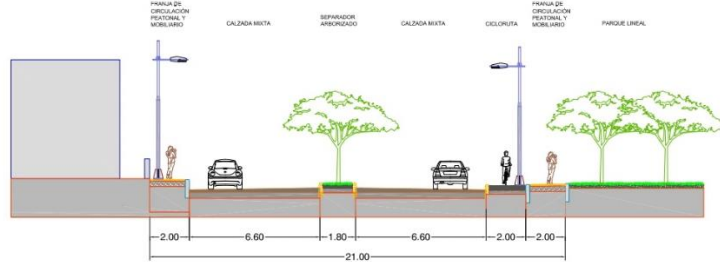 FRANJA DE
CIRCULACIÓN
PEATONAL Y
MOBILIARIO
CALZADA MIXTA
SEPARADOR
ARBORIZADO
CALZADA MIXTA
CICLORUTA
FRANJA DE
CIRCULACIÓN
PEATONAL Y
MOBILIARIO
PARQUE LINEAL
2.00
6.60
1.80
6.60
2.00
2.00
21.00